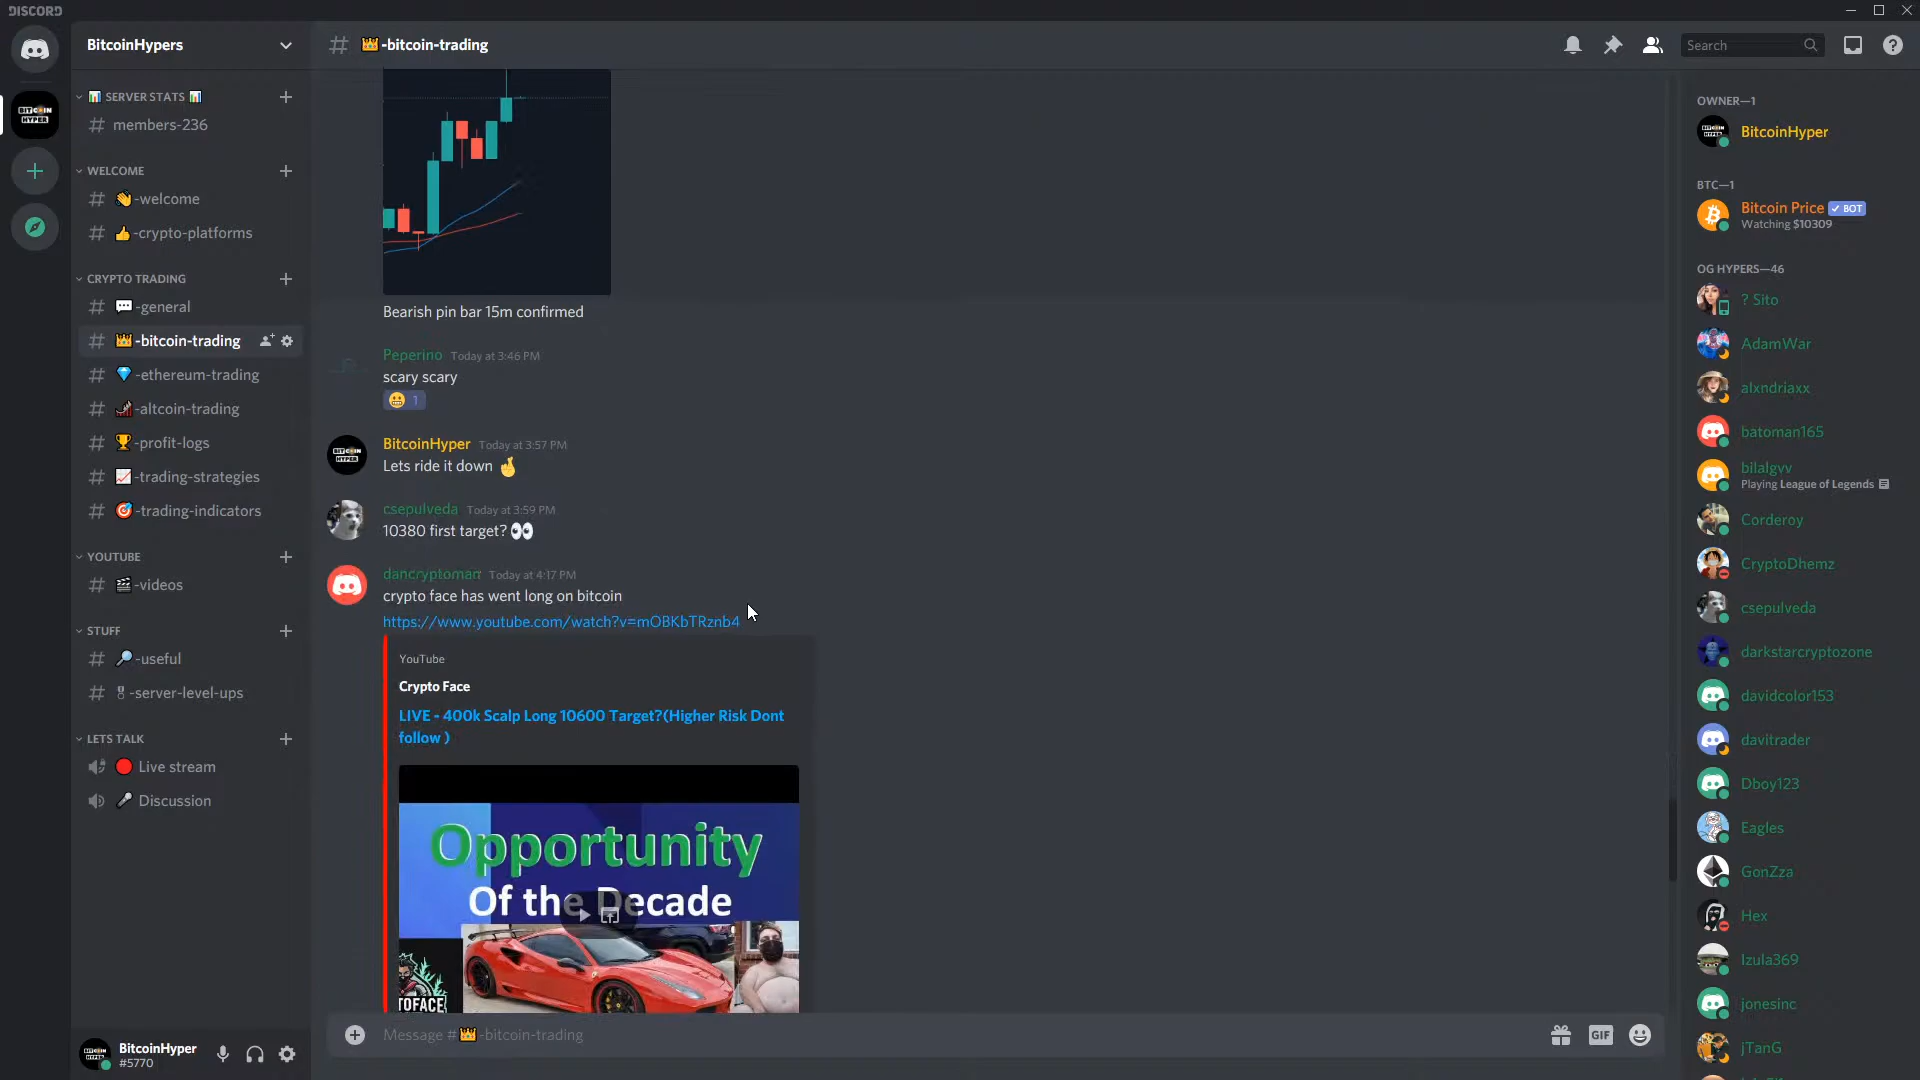 DISCORD
BitcoinHypers
SERVER STATS
members-236
WELCOME
-welcome
-crypto-platforms
CRYPTO TRADING
-general
-bitcoin-trading
-ethereum-trading
-altcoin-trading
-profit-logs
-trading-strategies
-trading-indicators
YOUTUBE
-videos
STUFF
-useful
-server-level-ups
LETS TALK
Live stream
Discussion
BitcoinHyper
#5770
-bitcoin-trading
Search
Bearish pin bar 15m confirmed
Peperino Today at 3:46 PM
scary scary
1
BitcoinHyper Today at 3:57 PM
Lets ride it down
csepulveda Today at 3:59 PM
10380 first target?
dancryptoman Today at 4:17 PM
crypto face has went long on bitcoin
https://www.youtube.com/watch?v=mOBKbTRznb4
YouTube
Crypto Face
LIVE - 400k Scalp Long 10600 Target?(Higher Risk Dont
follow )
Opportunity
Of the Decade
TOFACE
Message # -bitcoin-trading
GIF
OWNER—1
BitcoinHyper
BTC—1
Bitcoin Price BOT
Watching $10309
OG HYPERS—46
? Sito
AdamWar
alxndriaxx
batoman165
bilalgvv
Playing League of Legends
Corderoy
CryptoDhemz
csepulveda
darkstarcryptozone
davidcolor153
davitrader
Dboy123
Eagles
GonZza
Hex
Izula369
jonesinc
jTanG
BITCOIN
HYPER